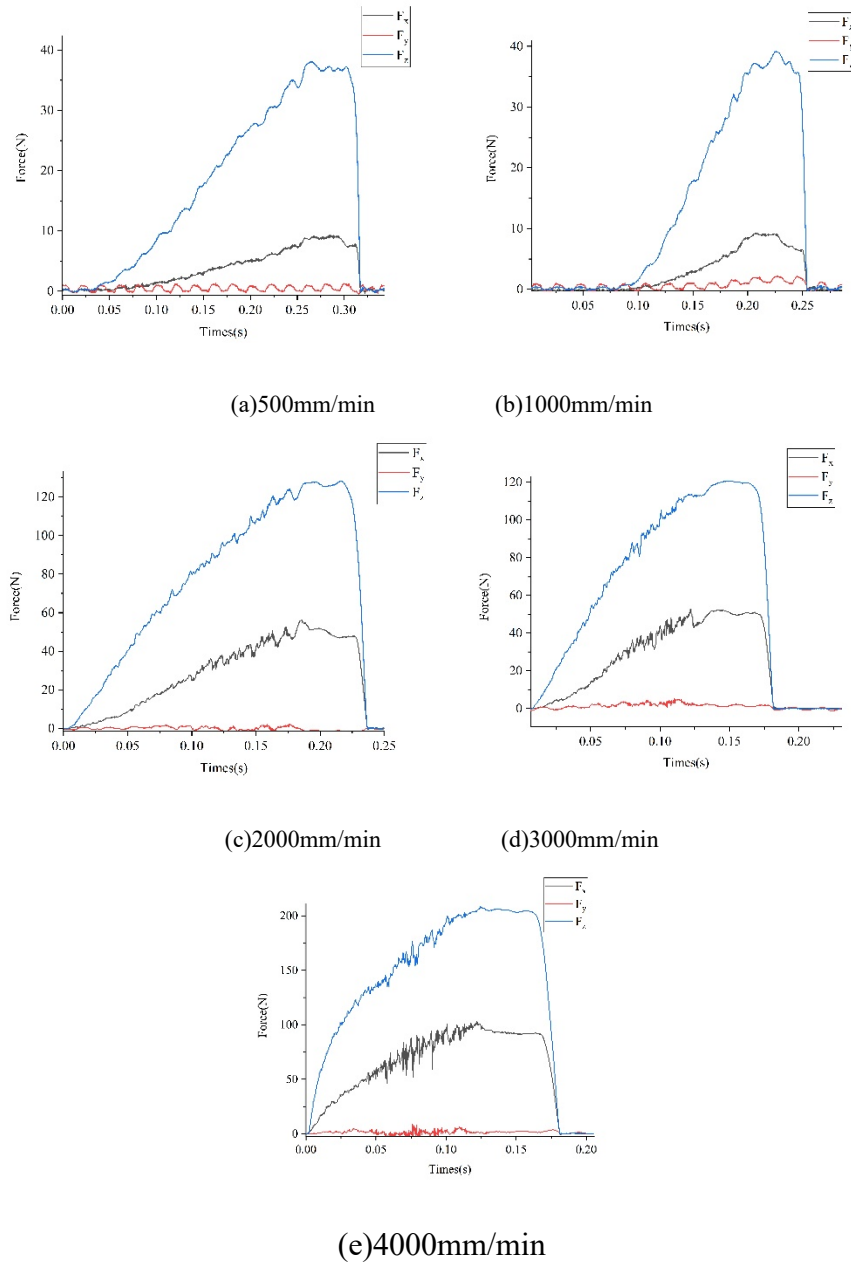 Fx
Fy
Fz
40
30
20
10
0
Force(N)
0.00 0.05 0.10 0.15 0.20 0.25 0.30
Times(s)
40
30
20
10
0
Force(N)
0.05 0.10 0.15 0.20 0.25
Times(s)
(a)500mm/min (b)1000mm/min
Fx
Fy
120
100
80
60
40
20
0
Force(N)
0.00 0.05 0.10 0.15 0.20 0.25
Times(s)
Fx
Fy
Fz
120
100
80
60
40
20
0
Force(N)
0.05 0.10 0.15 0.20
Times(s)
(c)2000mm/min (d)3000mm/min
Fy
Fz
200
150
100
50
0
Force(N)
0.00 0.05 0.10 0.15 0.20
Times(s)
(e)4000mm/min